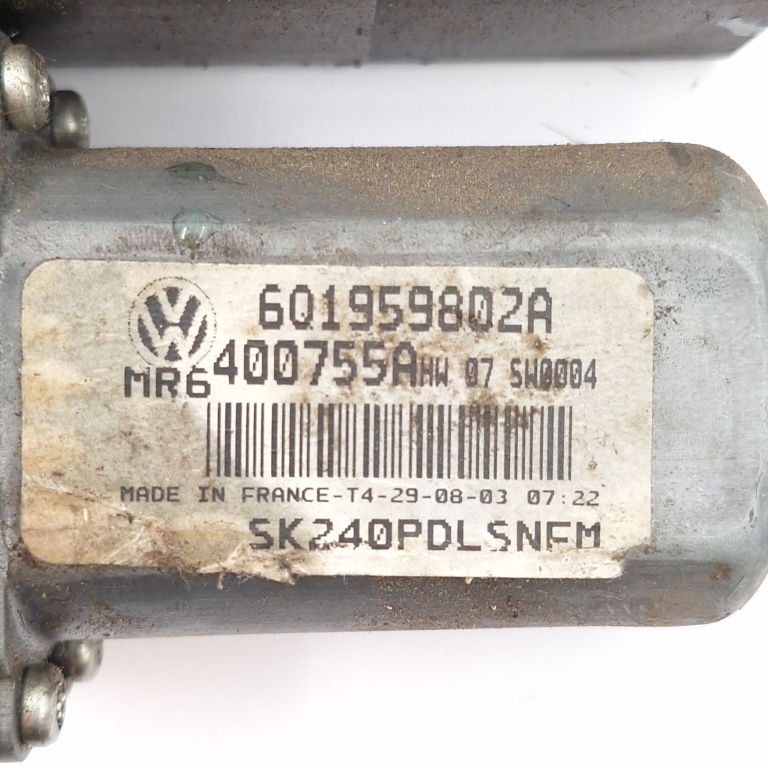 6Q1959802A
400755A HW 07 SW0004
MR6
MADE IN FRANCE-T4-29-08-03 07:22
SK240PDLSNFM